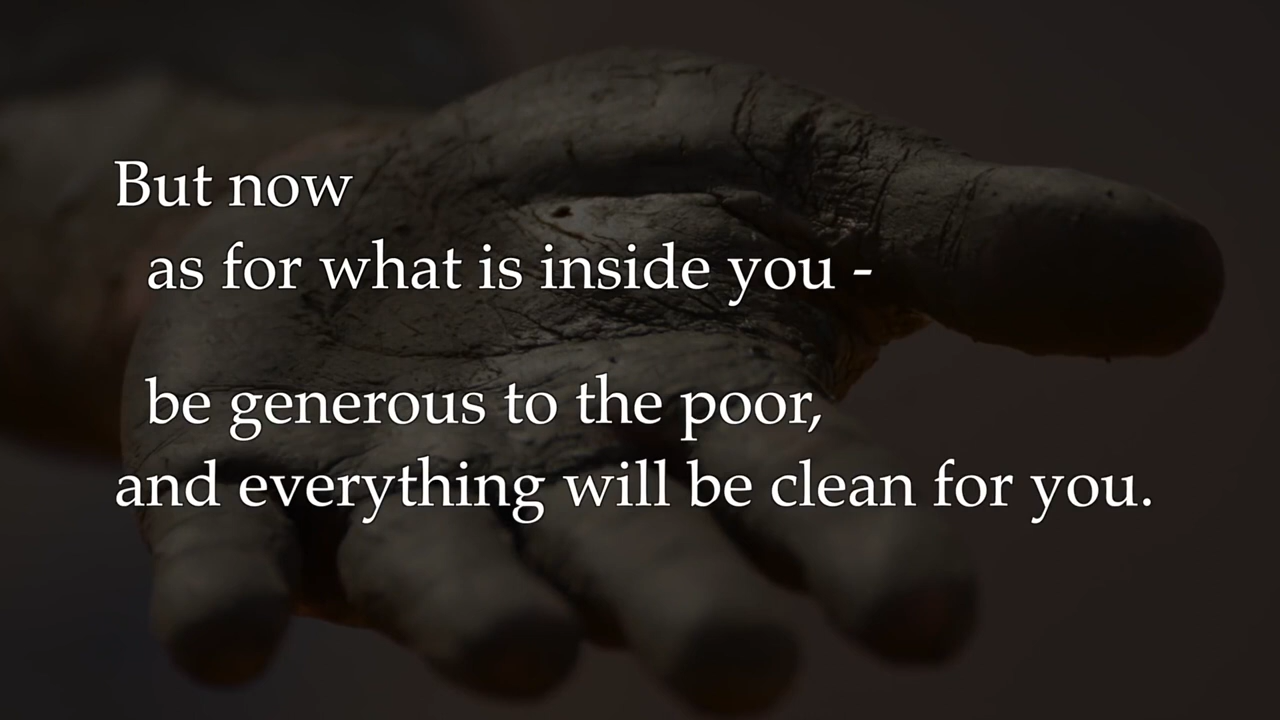 But now
as for what is inside you -
be generous to the poor,
and everything will be clean for you.